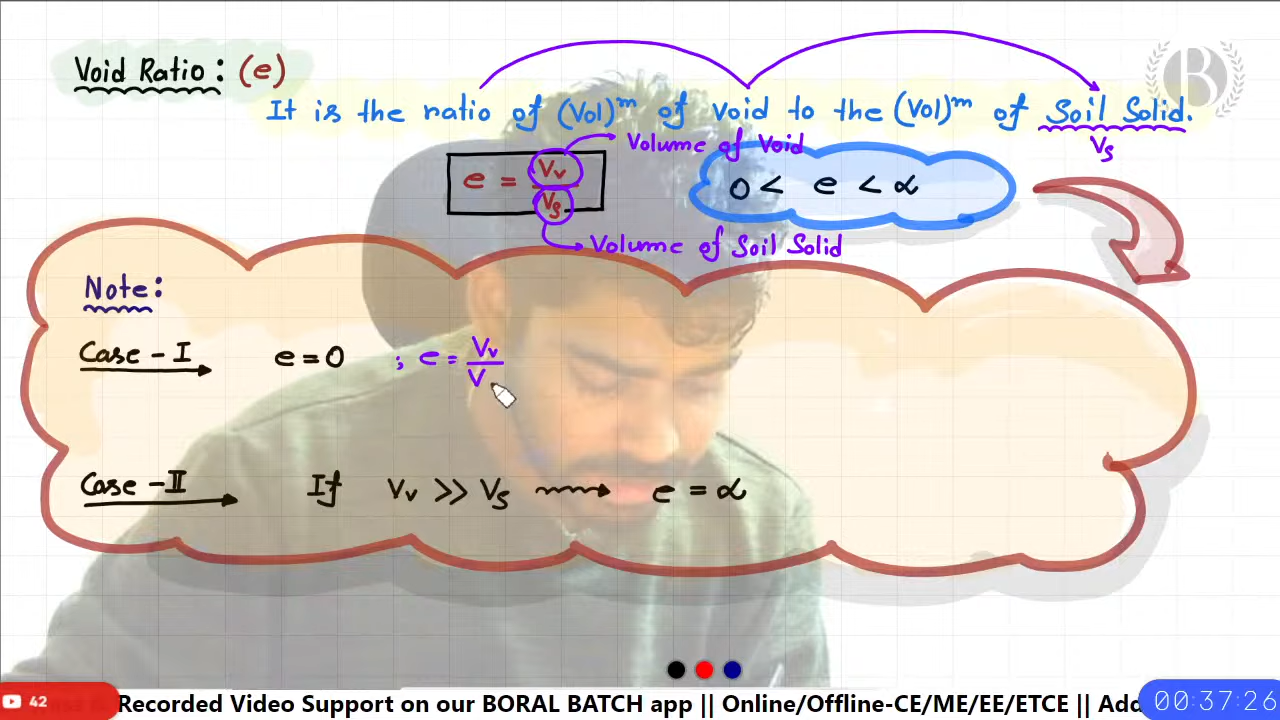 Void Ratio: (e)
It is the ratio of (Vol)ᵐ of void to the (Vol)ᵐ of Soil Solid.
Vs
e = Vv/Vs
Volume of Void
Volume of Soil Solid
0 < e < α
Note:
Case - I e = 0 ; e = Vv/V
Case - II If Vv >> Vs e = α
B
42
Recorded Video Support on our BORAL BATCH app || Online/Offline-CE/ME/EE/ETCE || Add
00:37:26